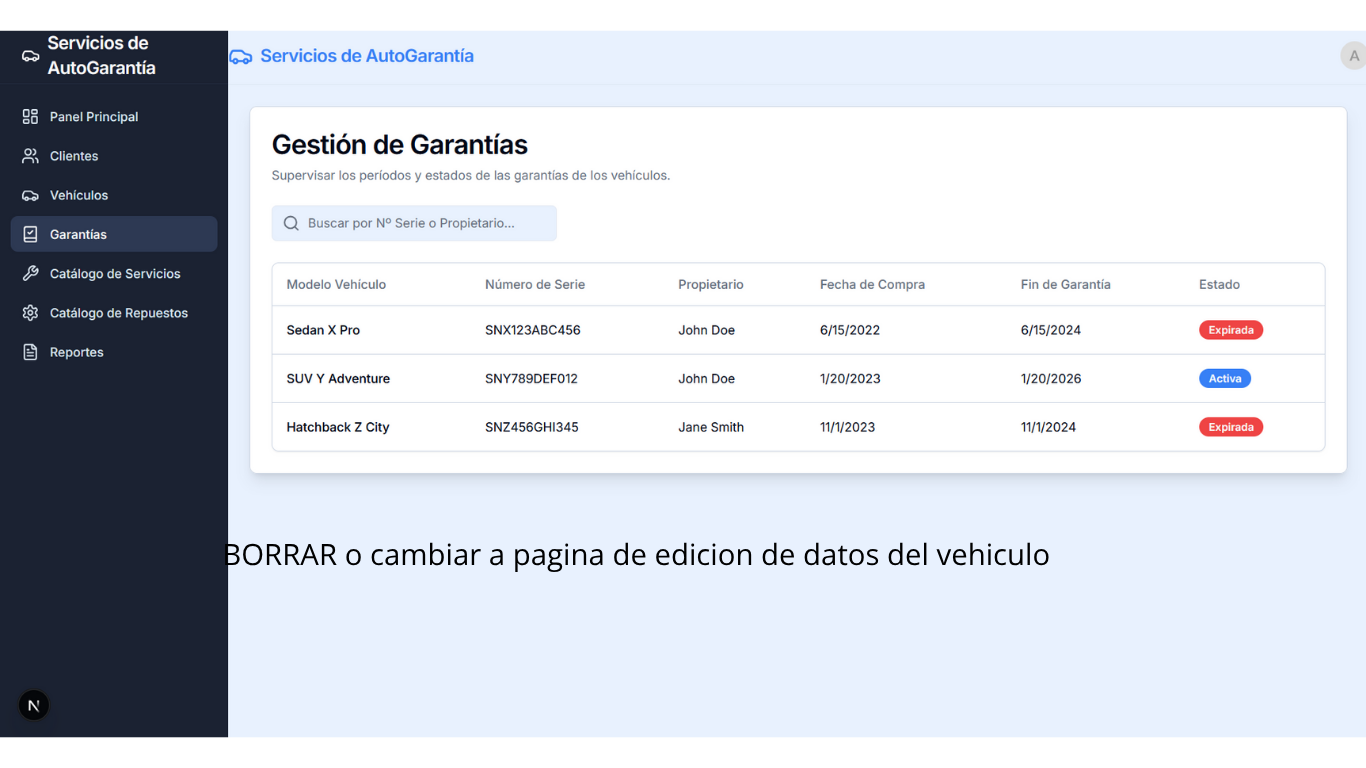 Servicios de
AutoGarantía
Servicios de AutoGarantía
A
Panel Principal
Clientes
Vehículos
Garantías
Catálogo de Servicios
Catálogo de Repuestos
Reportes
N
Gestión de Garantías
Supervisar los períodos y estados de las garantías de los vehículos.
Buscar por Nº Serie o Propietario...
Modelo Vehículo Número de Serie Propietario Fecha de Compra Fin de Garantía Estado
Sedan X Pro SNX123ABC456 John Doe 6/15/2022 6/15/2024 Expirada
SUV Y Adventure SNY789DEF012 John Doe 1/20/2023 1/20/2026 Activa
Hatchback Z City SNZ456GHI345 Jane Smith 11/1/2023 11/1/2024 Expirada
BORRAR o cambiar a pagina de edicion de datos del vehiculo